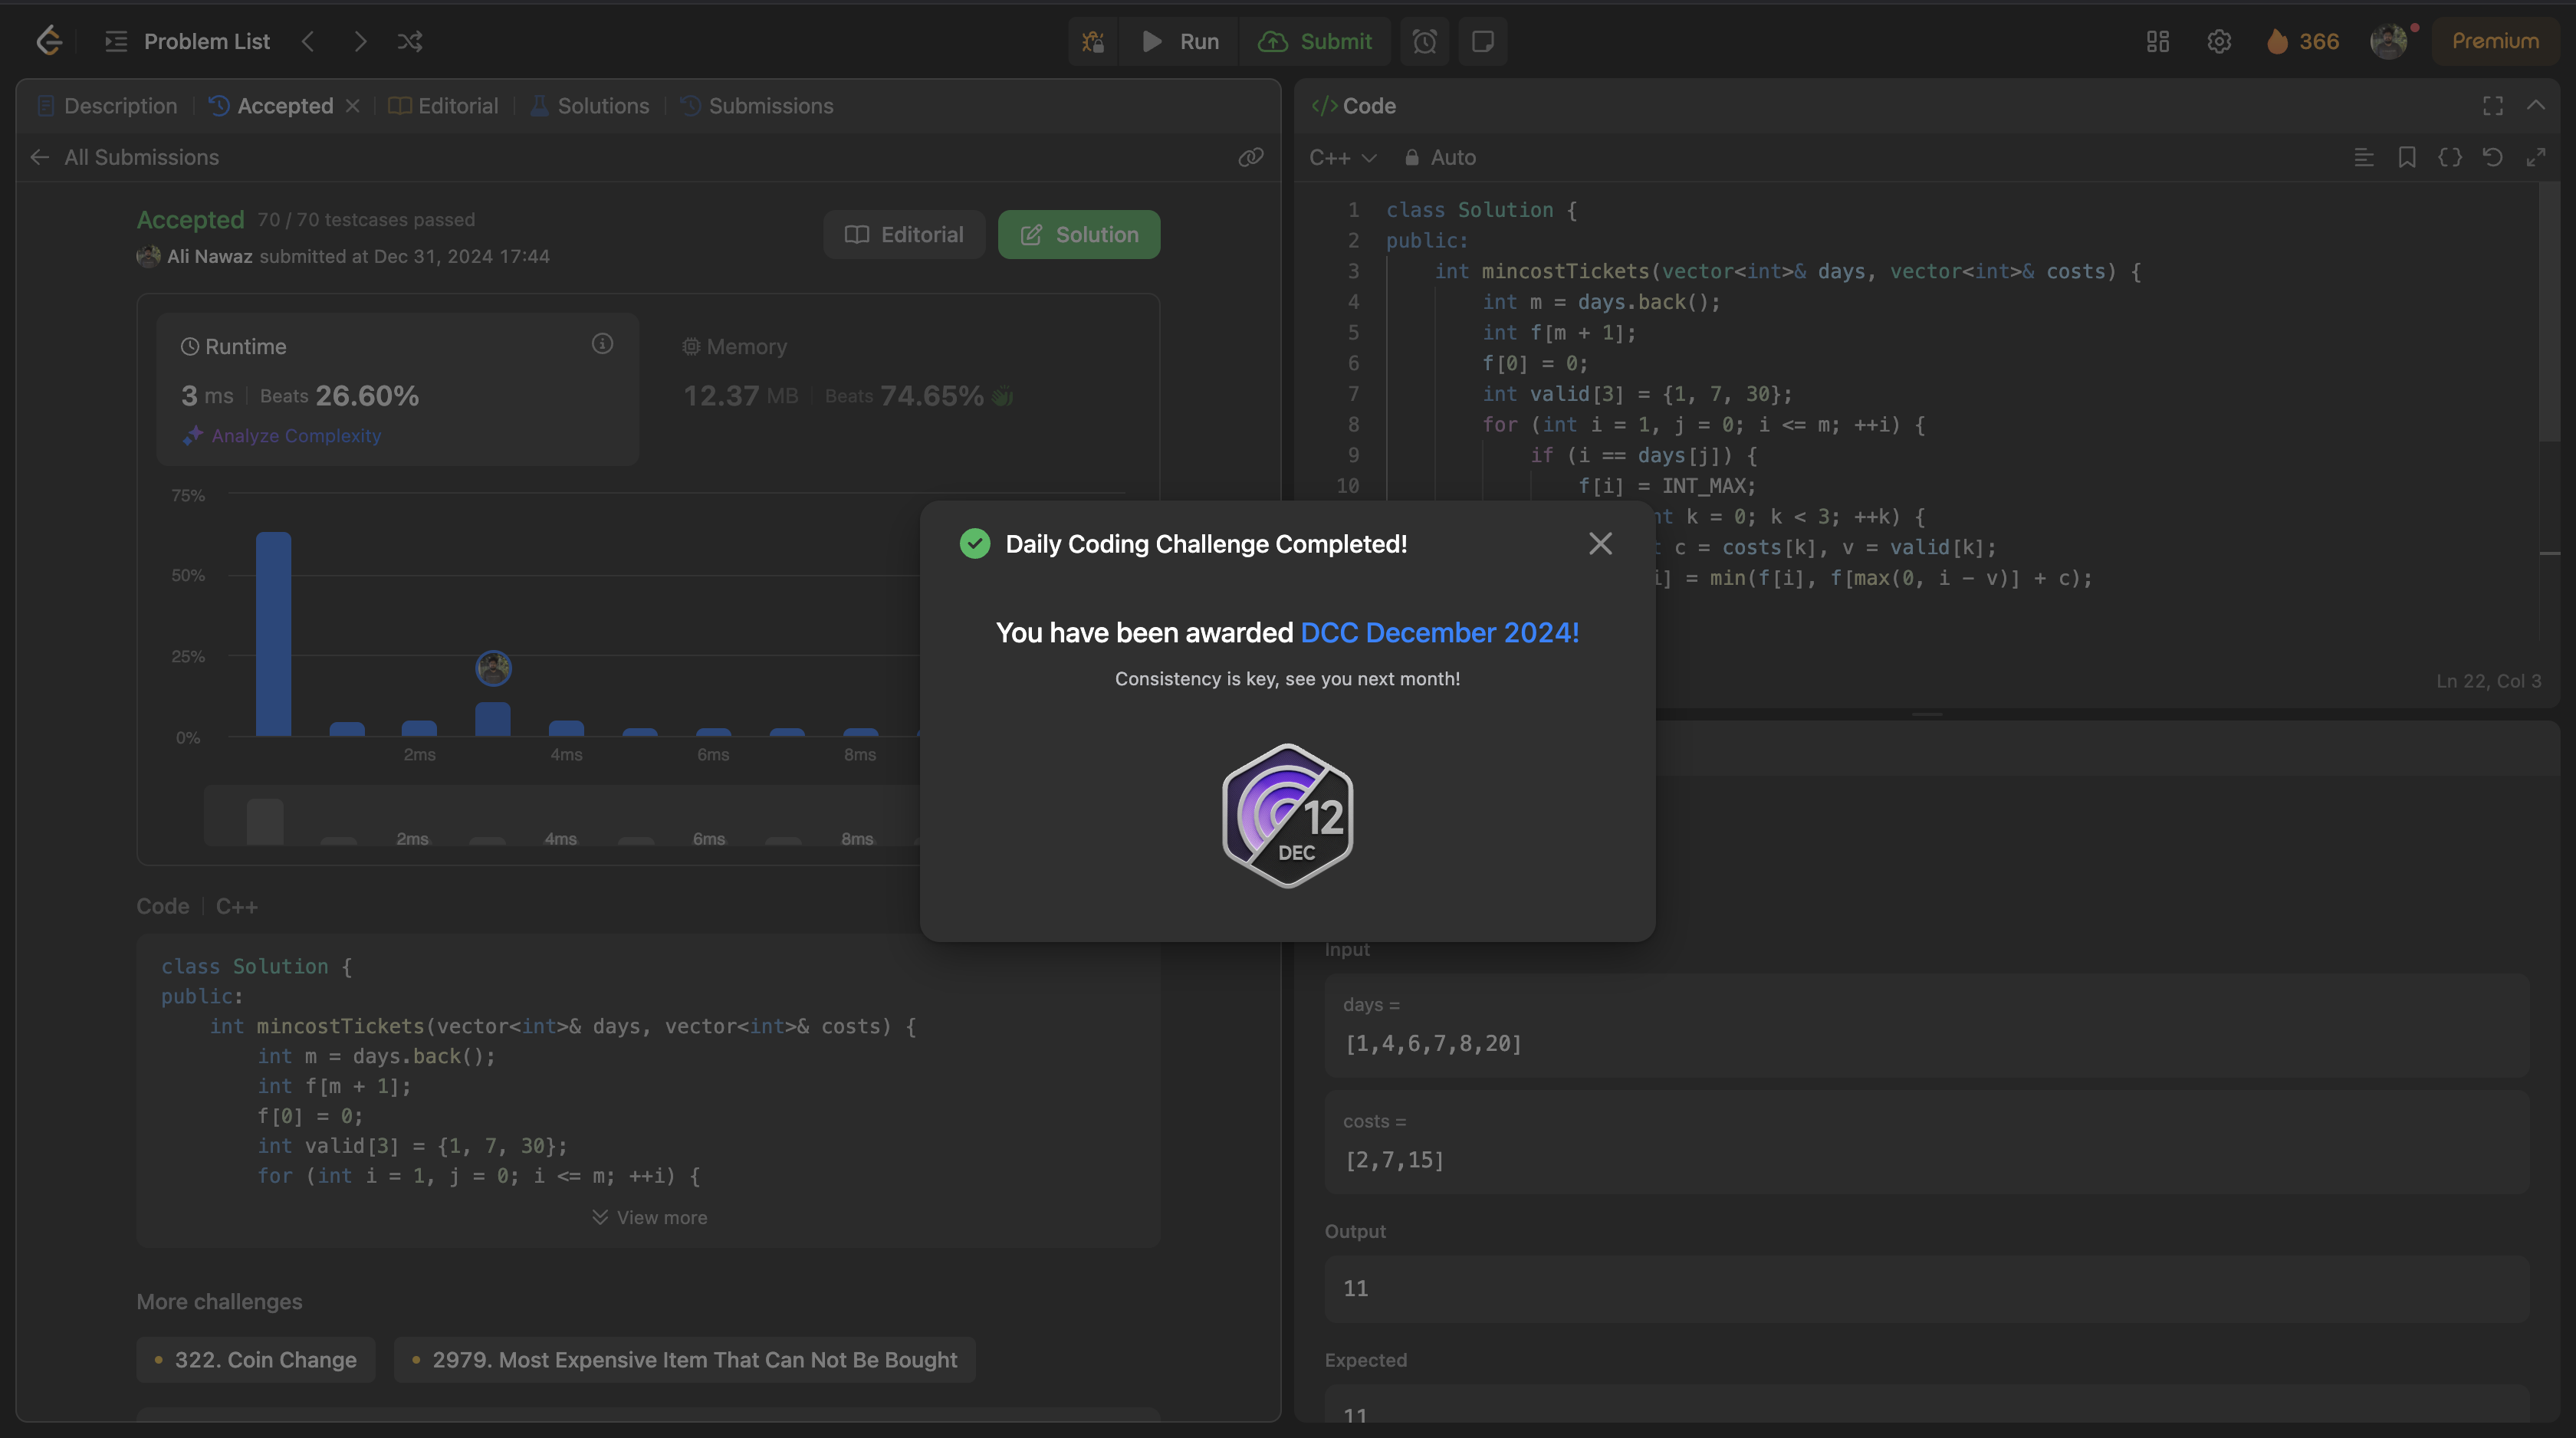 Problem List
Run
Submit
366
Premium
Description
Accepted
Editorial
Solutions
Submissions
All Submissions
Accepted 70 / 70 testcases passed
Ali Nawaz submitted at Dec 31, 2024 17:44
Editorial
Solution
Runtime
3 ms Beats 26.60%
Analyze Complexity
Memory
12.37 MB Beats 74.65%
75%
50%
25%
0%
2ms 4ms 6ms 8ms
2ms 4ms 6ms 8ms
Code C++
class Solution {
public:
int mincostTickets(vector<int>& days, vector<int>& costs) {
int m = days.back();
int f[m + 1];
f[0] = 0;
int valid[3] = {1, 7, 30};
for (int i = 1, j = 0; i <= m; ++i) {
View more
More challenges
322. Coin Change
2979. Most Expensive Item That Can Not Be Bought
Daily Coding Challenge Completed!
You have been awarded DCC December 2024!
Consistency is key, see you next month!
12
DEC
</> Code
C++ Auto
1 class Solution {
2 public:
3 int mincostTickets(vector<int>& days, vector<int>& costs) {
4 int m = days.back();
5 int f[m + 1];
6 f[0] = 0;
7 int valid[3] = {1, 7, 30};
8 for (int i = 1, j = 0; i <= m; ++i) {
9 if (i == days[j]) {
10 f[i] = INT_MAX;
k = 0; k < 3; ++k) {
c = costs[k], v = valid[k];
i] = min(f[i], f[max(0, i - v)] + c);
Ln 22, Col 3
Input
days =
[1,4,6,7,8,20]
costs =
[2,7,15]
Output
11
Expected
11